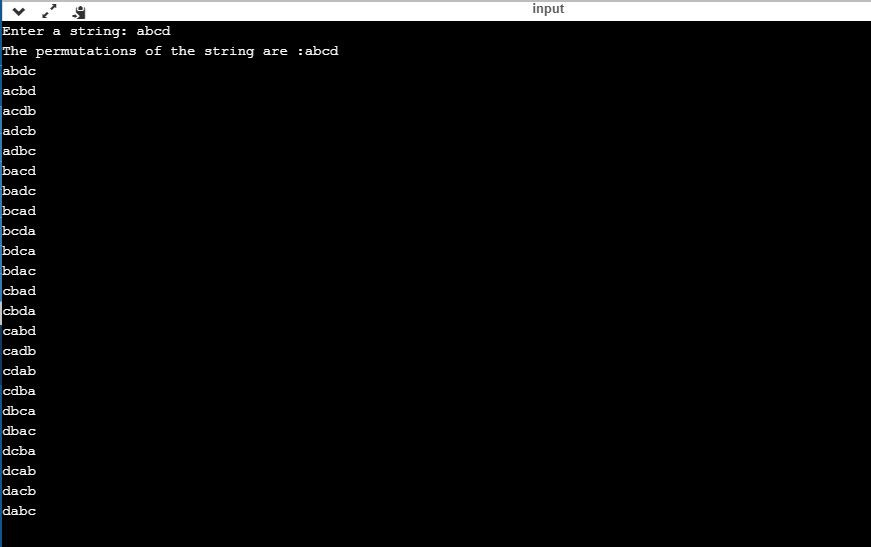 input
Enter a string: abcd
The permutations of the string are :abcd
abdc
acbd
acdb
adcb
adbc
bacd
badc
bcad
bcda
bdca
bdac
cbad
cbda
cabd
cadb
cdab
cdba
dbca
dbac
dcba
dcab
dacb
dabc